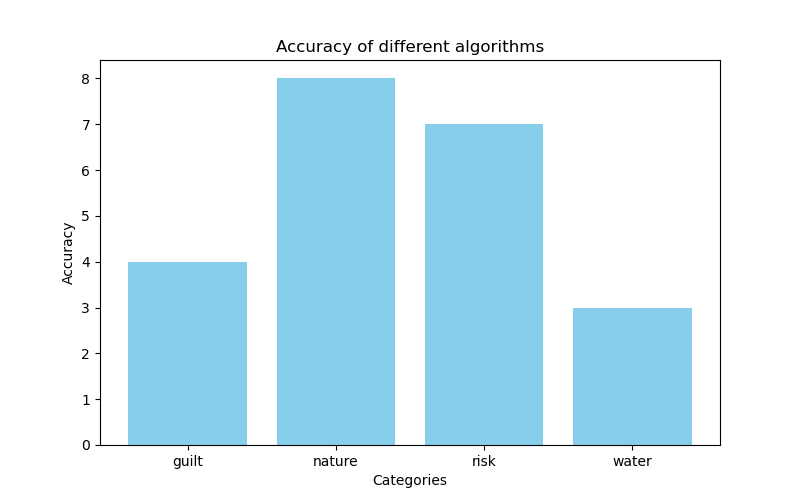 Accuracy of different algorithms
Accuracy
8
7
6
5
4
3
2
1
0
guilt nature risk water
Categories